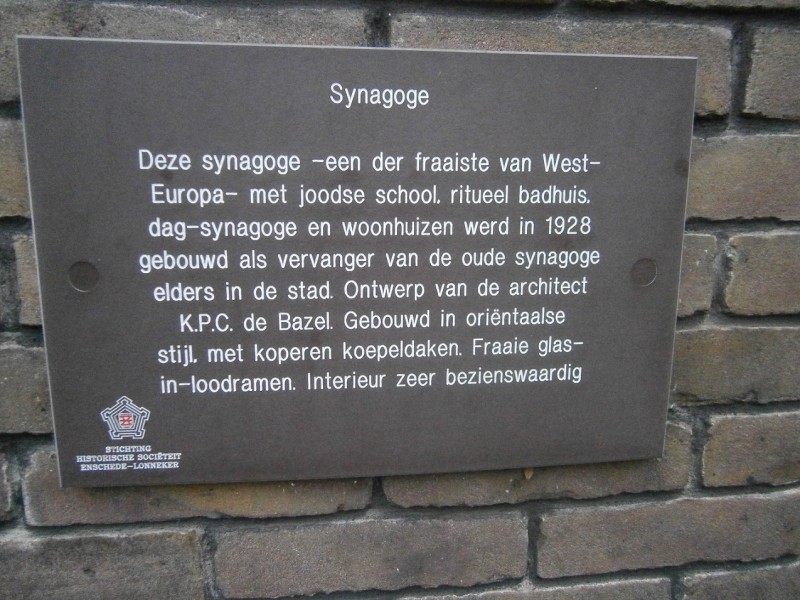 Synagoge
Deze synagoge -een der fraaiste van West-
Europa- met joodse school, ritueel badhuis,
dag-synagoge en woonhuizen werd in 1928
gebouwd als vervanger van de oude synagoge
elders in de stad. Ontwerp van de architect
K.P.C. de Bazel. Gebouwd in oriëntaalse
stijl, met koperen koepeldaken. Fraaie glas-
in-loodramen. Interieur zeer bezienswaardig
STICHTING
HISTORISCHE SOCIËTEIT
ENSCHEDE-LONNEKER